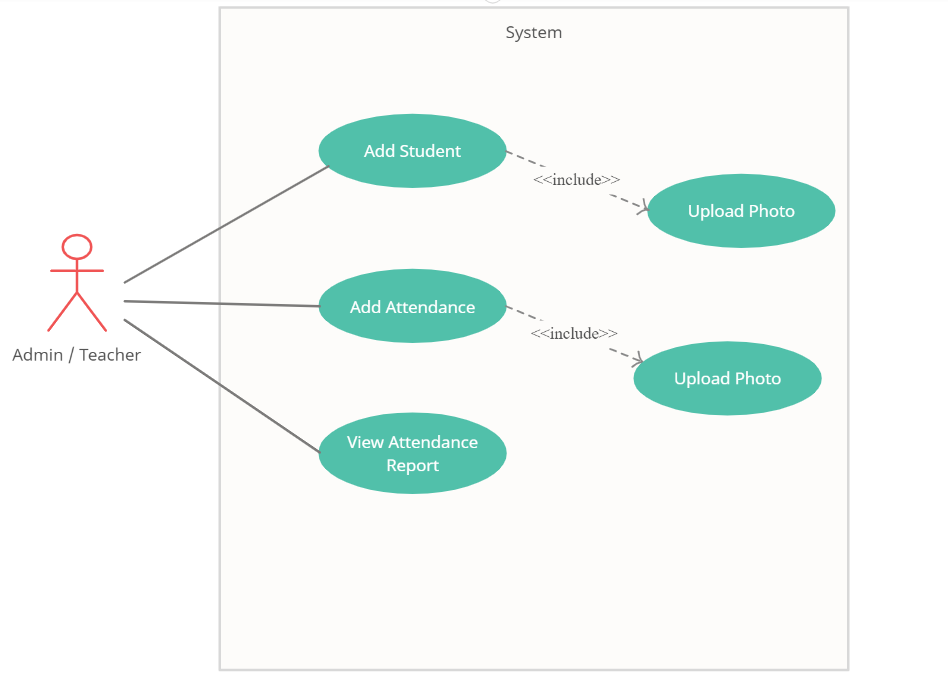 System
Add Student
<<include>>
Upload Photo
Add Attendance
<<include>>
Admin / Teacher
Upload Photo
View Attendance
Report